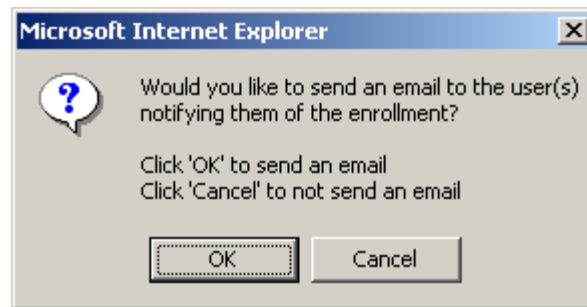 Microsoft Internet Explorer
Would you like to send an email to the user(s)
notifying them of the enrollment?
Click 'OK' to send an email
Click 'Cancel' to not send an email
OK
Cancel